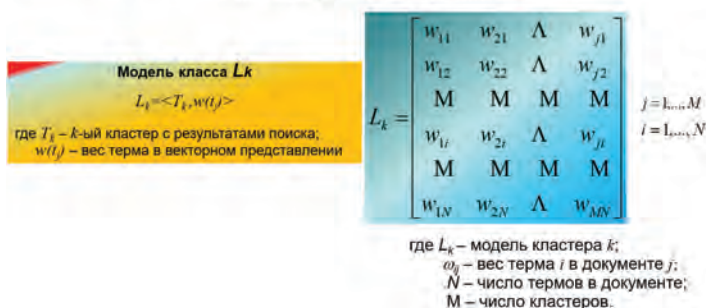 Модель класса Lk
Lₖ=<Tₖ,w(tⱼ)>
где Tₖ – k-ый кластер с результатами поиска;
w(tⱼ) – вес терма в векторном представлении
Lₖ =
w₁₁ w₂₁ Λ wⱼ₁
w₁₂ w₂₂ Λ wⱼ₂
M M M M
w₁ᵢ w₂ᵢ Λ wⱼᵢ
M M M M
w₁N w₂N Λ wMN
j = 1,..., M
i = 1,..., N
где Lₖ – модель кластера k;
ωᵢⱼ – вес терма i в документе j;
N – число термов в документе;
M – число кластеров.